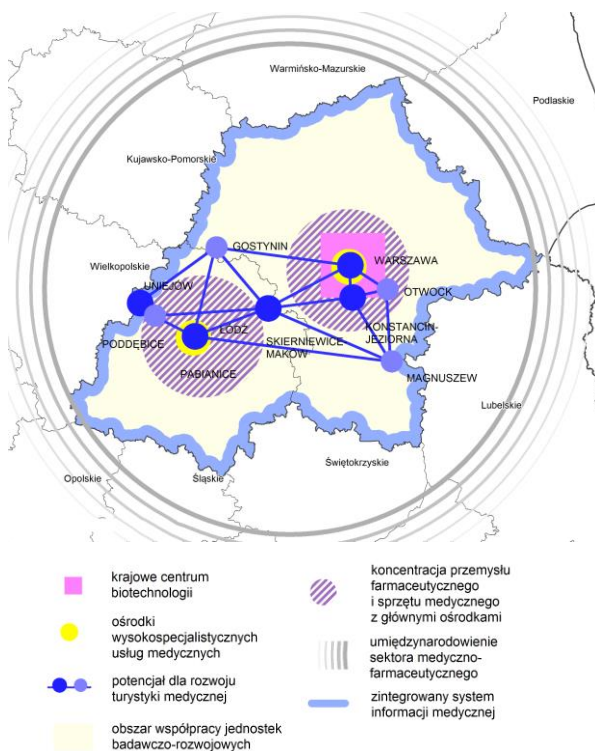 Warmińsko-Mazurskie
Podlaskie
Kujawsko-Pomorskie
GOSTYNIN
WARSZAWA
Wielkopolskie
UNIEJÓW
OTWOCK
ŁÓDŹ
KONSTANCIN-
JEZIORNA
PODDĘBICE
SKIERNIEWICE-
MAKÓW
PABIANICE
MAGNUSZEW
Lubelskie
Świętokrzyskie
Opolskie
Śląskie
krajowe centrum
biotechnologii
ośrodki
wysokospecjalistycznych
usług medycznych
potencjał dla rozwoju
turystyki medycznej
obszar współpracy jednostek
badawczo-rozwojowych
koncentracja przemysłu
farmaceutycznego
i sprzętu medycznego
z głównymi ośrodkami
umiędzynarodowienie
sektora medyczno-
farmaceutycznego
zintegrowany system
informacji medycznej